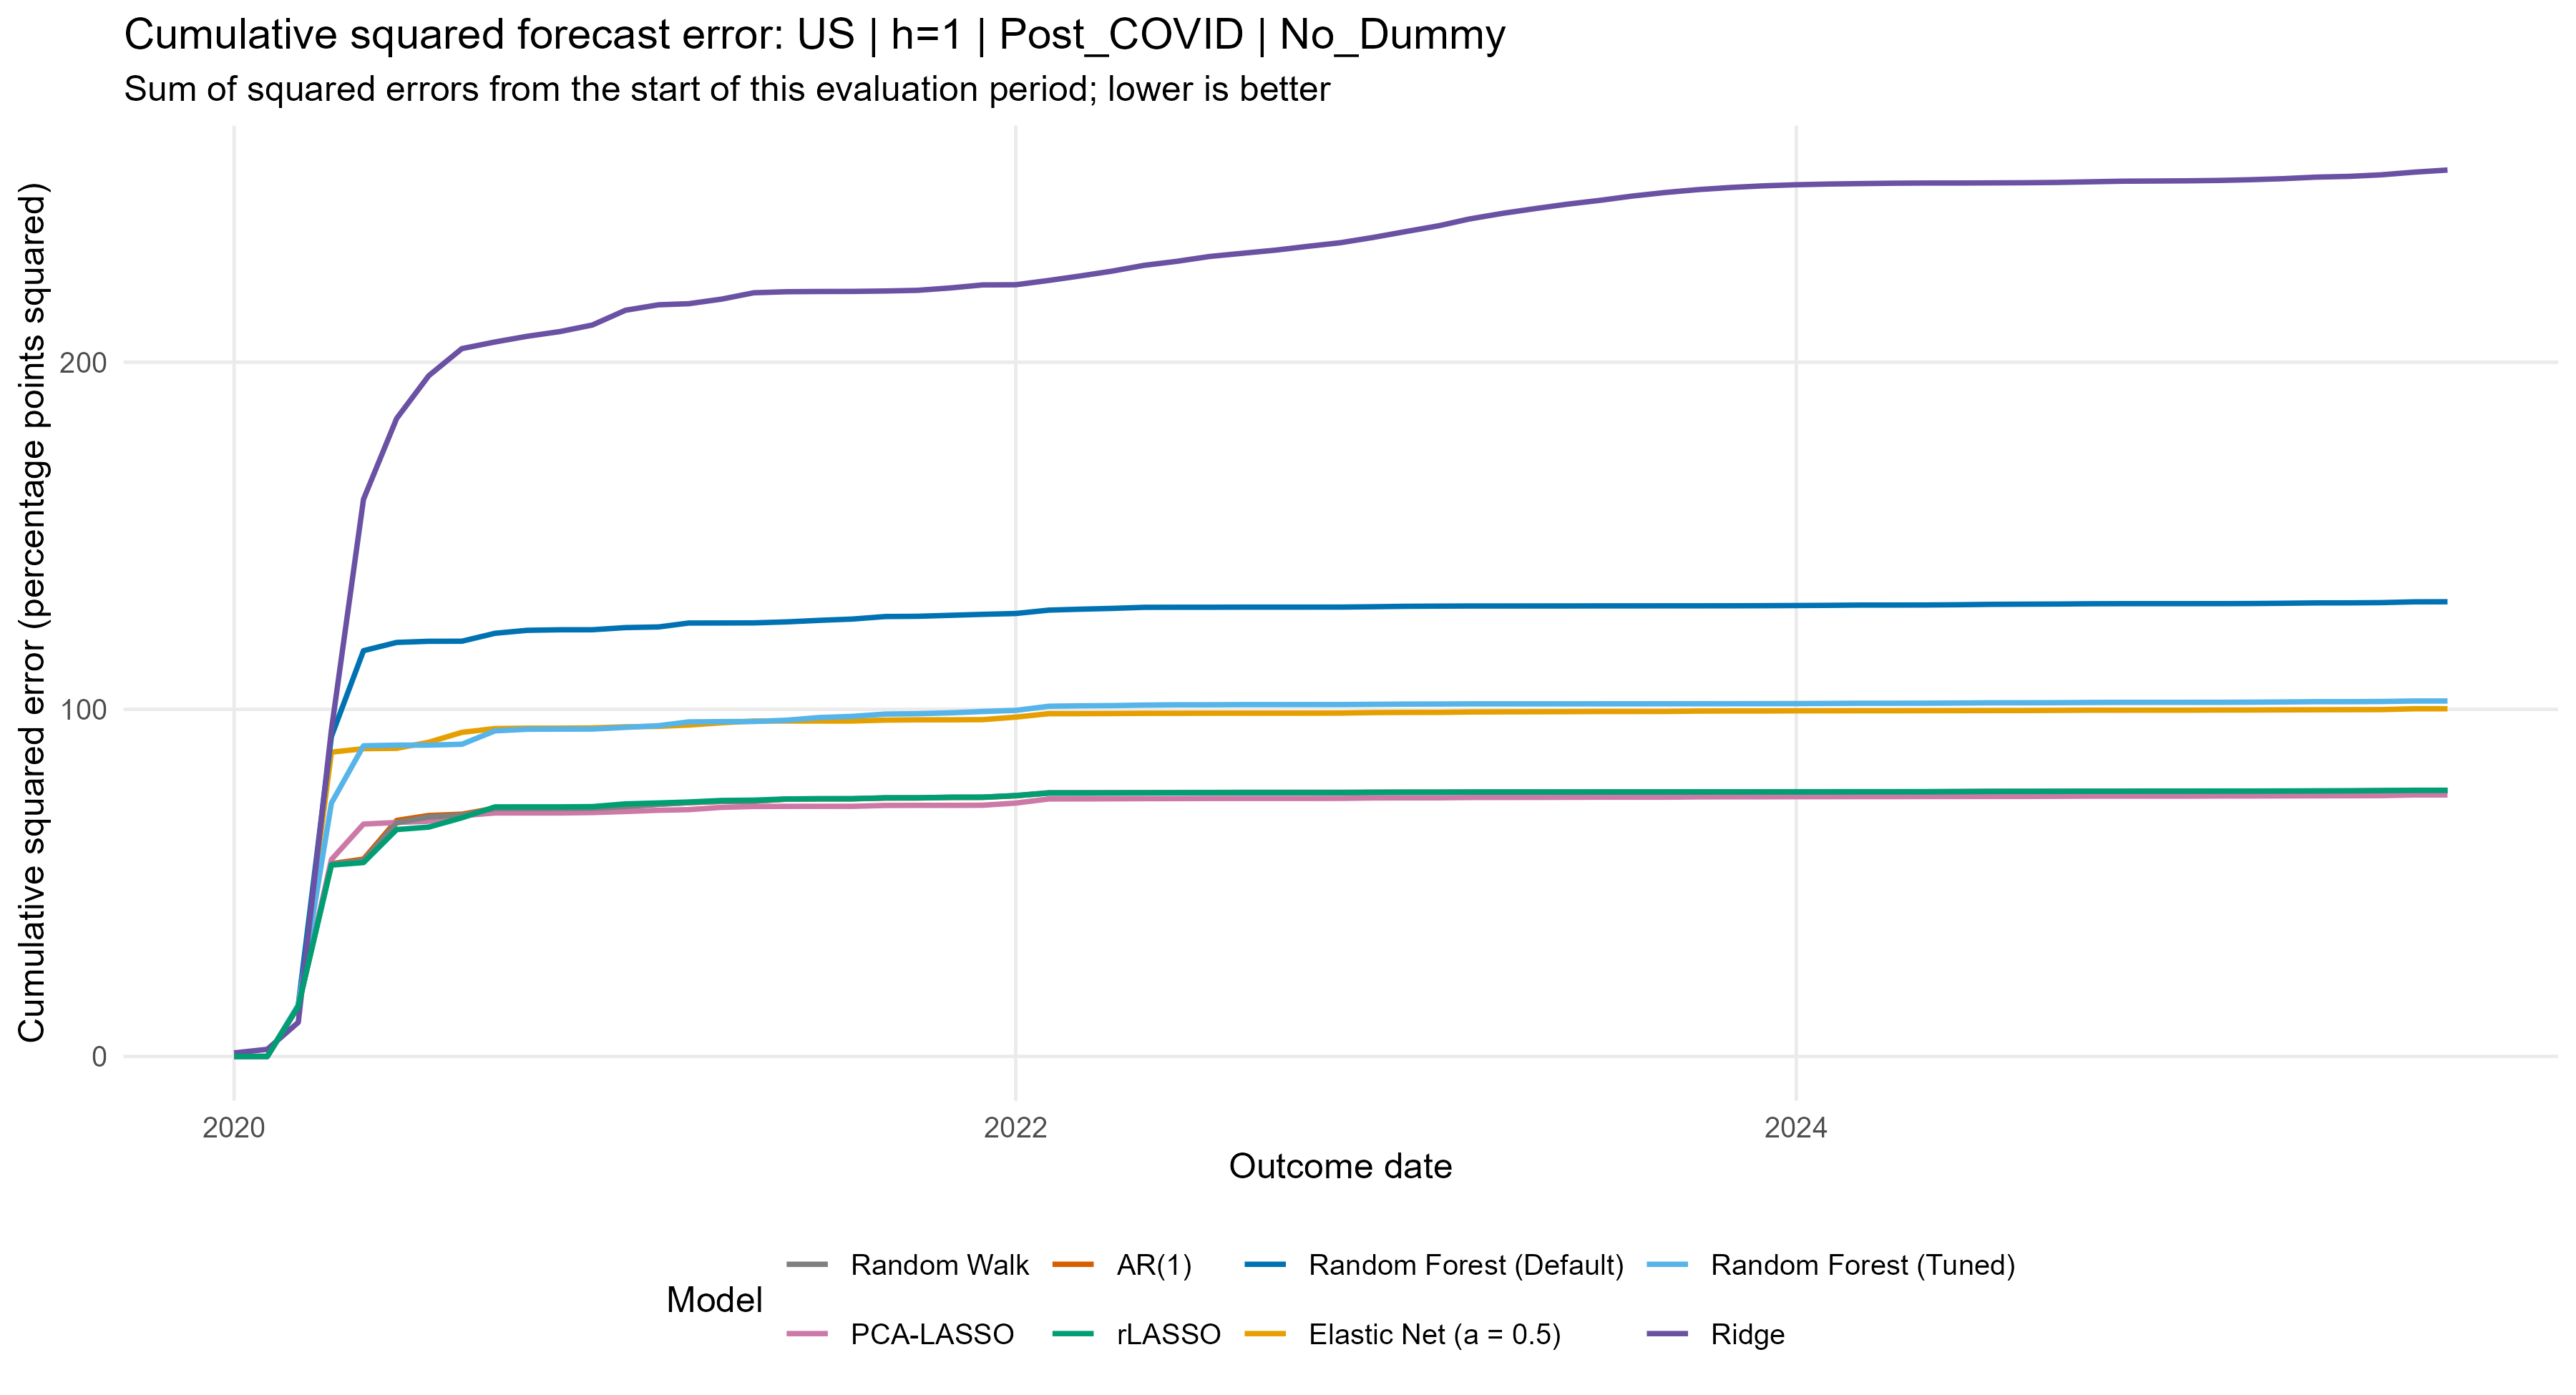 Cumulative squared forecast error: US | h=1 | Post_COVID | No_Dummy
Sum of squared errors from the start of this evaluation period; lower is better
Cumulative squared error (percentage points squared)
200
100
0
2020 2022 2024
Outcome date
Model
Random Walk AR(1) Random Forest (Default) Random Forest (Tuned)
PCA-LASSO rLASSO Elastic Net (a = 0.5) Ridge